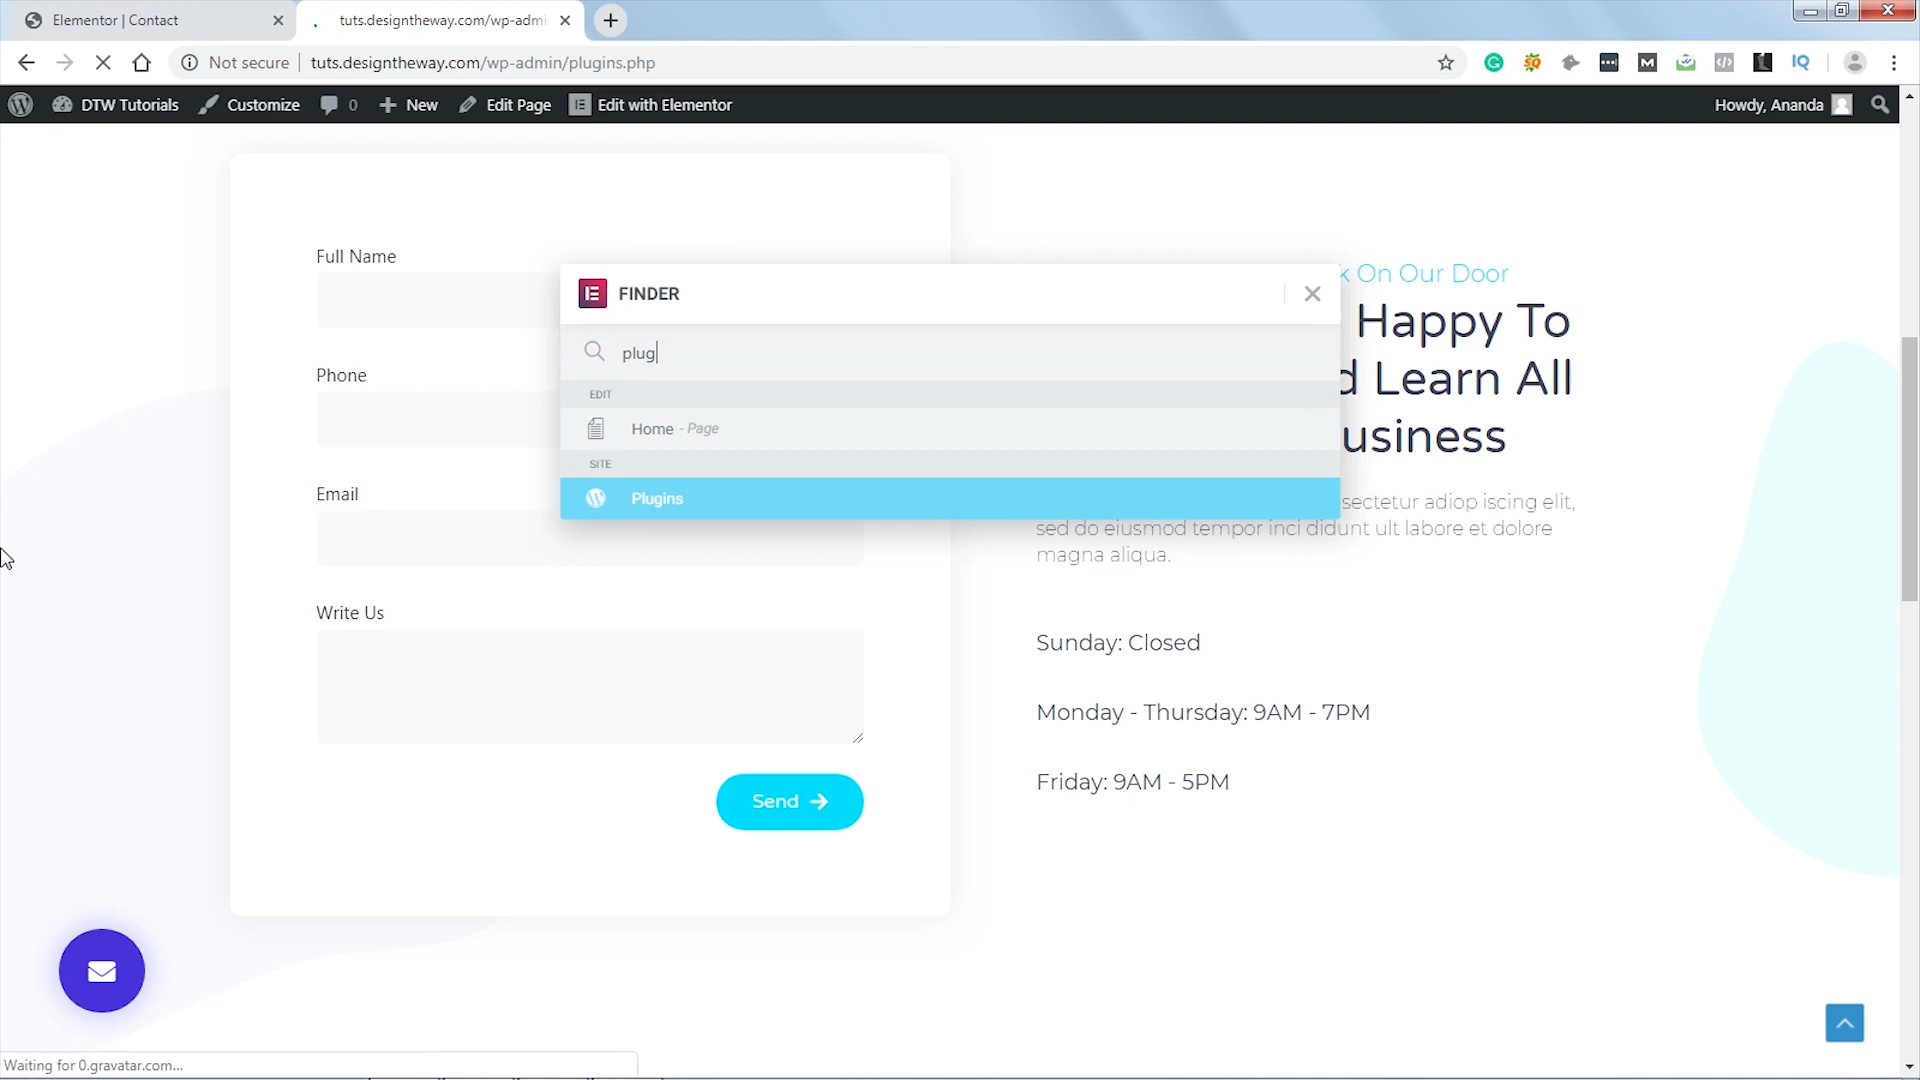 Elementor | Contact
tuts.designtheway.com/wp-admi
Not secure
tuts.designtheway.com/wp-admin/plugins.php
DTW Tutorials
Customize
0
New
Edit Page
Edit with Elementor
Howdy, Ananda
Full Name
Phone
Email
Write Us
Send
FINDER
plug
EDIT
Home - Page
SITE
Plugins
k On Our Door
Happy To
d Learn All
usiness
sectetur adiop iscing elit,
sed do eiusmod tempor inci didunt ult labore et dolore
magna aliqua.
Sunday: Closed
Monday - Thursday: 9AM - 7PM
Friday: 9AM - 5PM
Waiting for 0.gravatar.com...